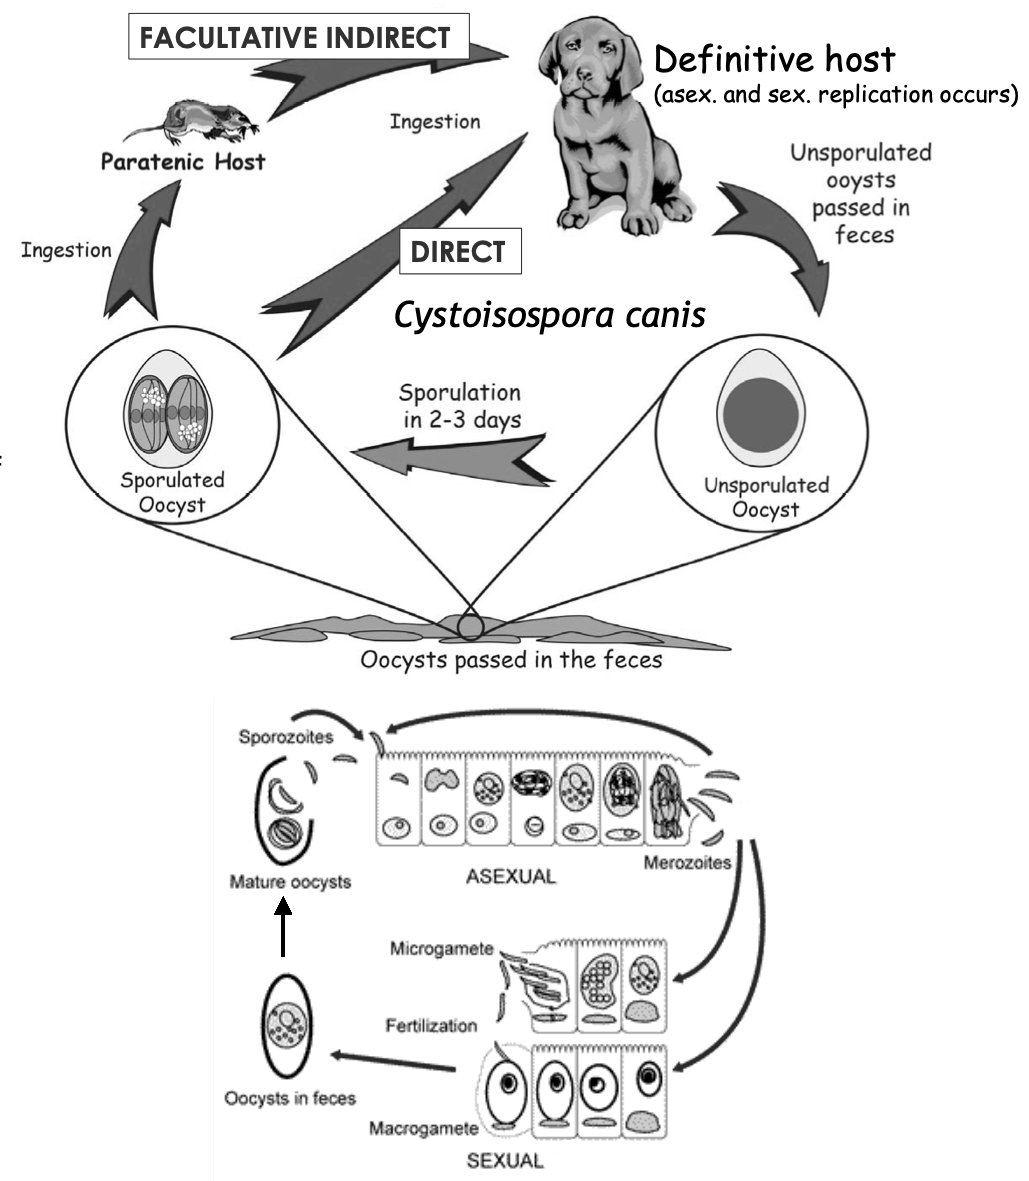 FACULTATIVE INDIRECT
Definitive host
(asex. and sex. replication occurs)
Ingestion
Paratenic Host
Unsporulated
ooysts
passed in
feces
Ingestion
DIRECT
Cystoisospora canis
Sporulation
in 2-3 days
Sporulated
Oocyst
Unsporulated
Oocyst
Oocysts passed in the feces
Sporozoites
Merozoites
Mature oocysts
ASEXUAL
Microgamete
Fertilization
Oocysts in feces
Macrogamete
SEXUAL